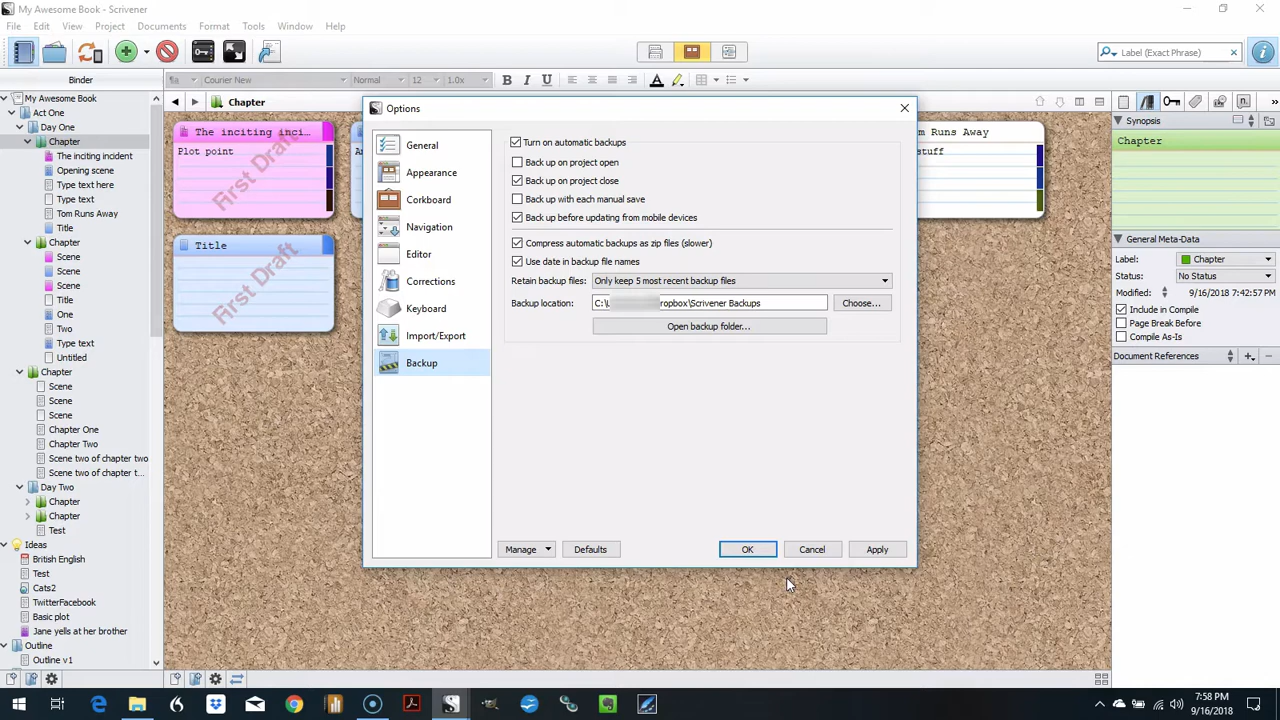 My Awesome Book - Scrivener
File Edit View Project Documents Format Tools Window Help
Label (Exact Phrase)
Binder
Courier New Normal 12 1.0x B I U A
My Awesome Book
Act One
Day One
Chapter
The inciting incident
Opening scene
Type text here
Type text
Tom Runs Away
Title
Chapter
Scene
Scene
Scene
Title
One
Two
Type text
Untitled
Chapter
Scene
Scene
Scene
Chapter One
Chapter Two
Scene two of chapter two
Scene two of chapter t...
Day Two
Chapter
Chapter
Test
Ideas
British English
Test
Cats2
TwitterFacebook
Basic plot
Jane yells at her brother
Outline
Outline v1
Chapter
The inciting inci...
Plot point
First Draft
Title
First Draft
m Runs Away
stuff
Options
General
Appearance
Corkboard
Navigation
Editor
Corrections
Keyboard
Import/Export
Backup
Turn on automatic backups
Back up on project open
Back up on project close
Back up with each manual save
Back up before updating from mobile devices
Compress automatic backups as zip files (slower)
Use date in backup file names
Retain backup files: Only keep 5 most recent backup files
Backup location: C:\ ropbox\Scrivener Backups Choose...
Open backup folder...
Manage Defaults OK Cancel Apply
Synopsis
Chapter
General Meta-Data
Label: Chapter
Status: No Status
Modified: 9/16/2018 7:42:57 PM
Include in Compile
Page Break Before
Compile As-Is
Document References
7:58 PM
9/16/2018